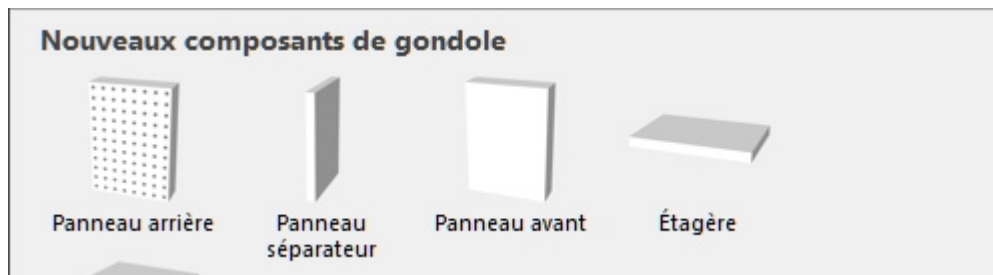 Nouveaux composants de gondole
Panneau arrière
Panneau séparateur
Panneau avant
Étagère